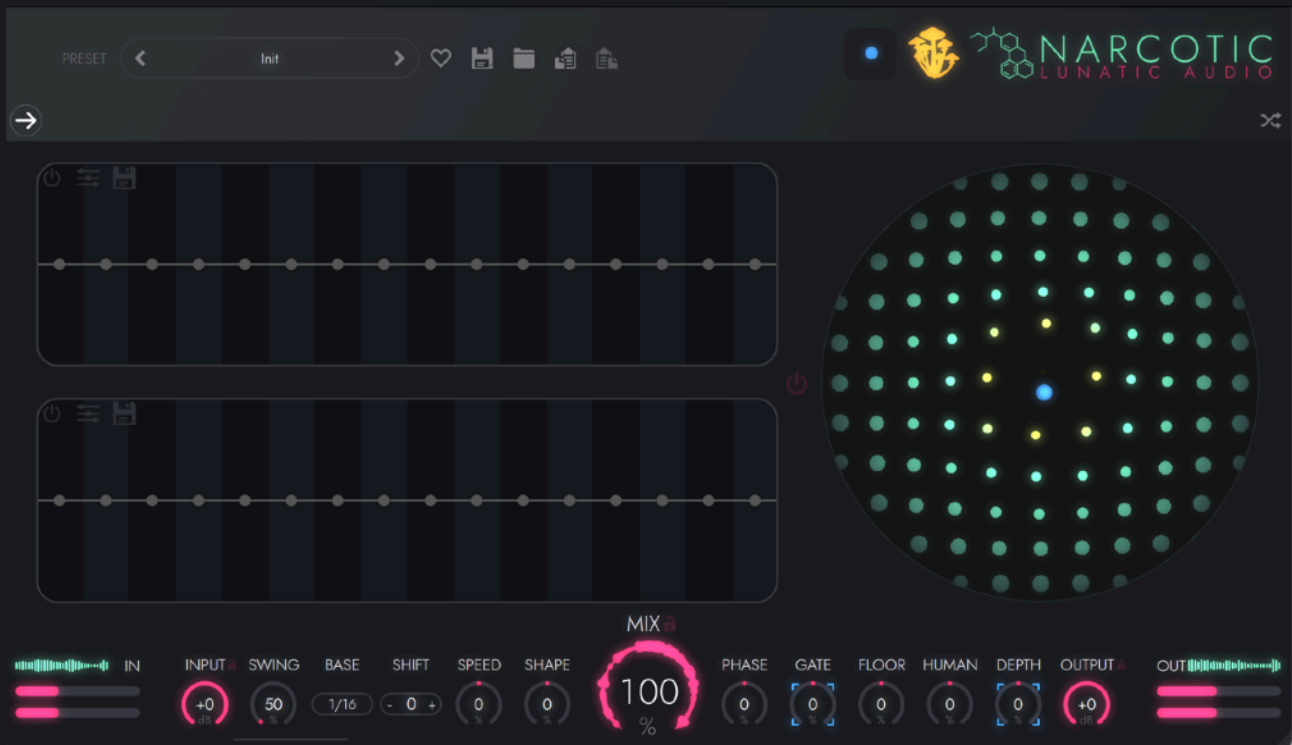 PRESET Init
NARCOTIC
LUNATIC AUDIO
MIX
IN INPUT SWING BASE SHIFT SPEED SHAPE PHASE GATE FLOOR HUMAN DEPTH OUTPUT OUT
+0 50 1/16 - 0 + 0 0 100 0 0 0 0 0 +0
dB % % % % % % % % % dB